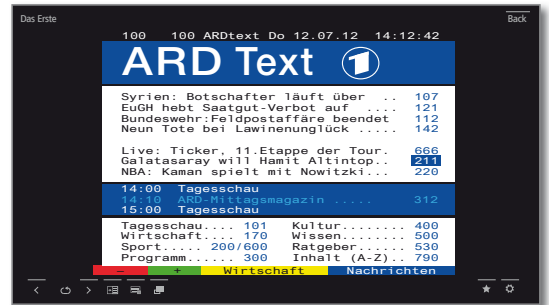 Das Erste Back
100 100 ARDtext Do 12.07.12 14:12:42
ARD Text 1
Syrien: Botschafter läuft über .. 107
EuGH hebt Saatgut-Verbot auf .... 121
Bundeswehr:Feldpostaffäre beendet 112
Neun Tote bei Lawinenunglück ..... 142
Live: Ticker, 11.Etappe der Tour. 666
Galatasaray will Hamit Altintop.. 211
NBA: Kaman spielt mit Nowitzki... 220
14:00 Tagesschau
14:10 ARD-Mittagsmagazin ..... 312
15:00 Tagesschau
Tagesschau.... 101 Kultur........ 400
Wirtschaft.... 170 Wissen........ 500
Sport..... 200/600 Ratgeber...... 530
Programm...... 300 Inhalt (A-Z).. 790
- + Wirtschaft Nachrichten